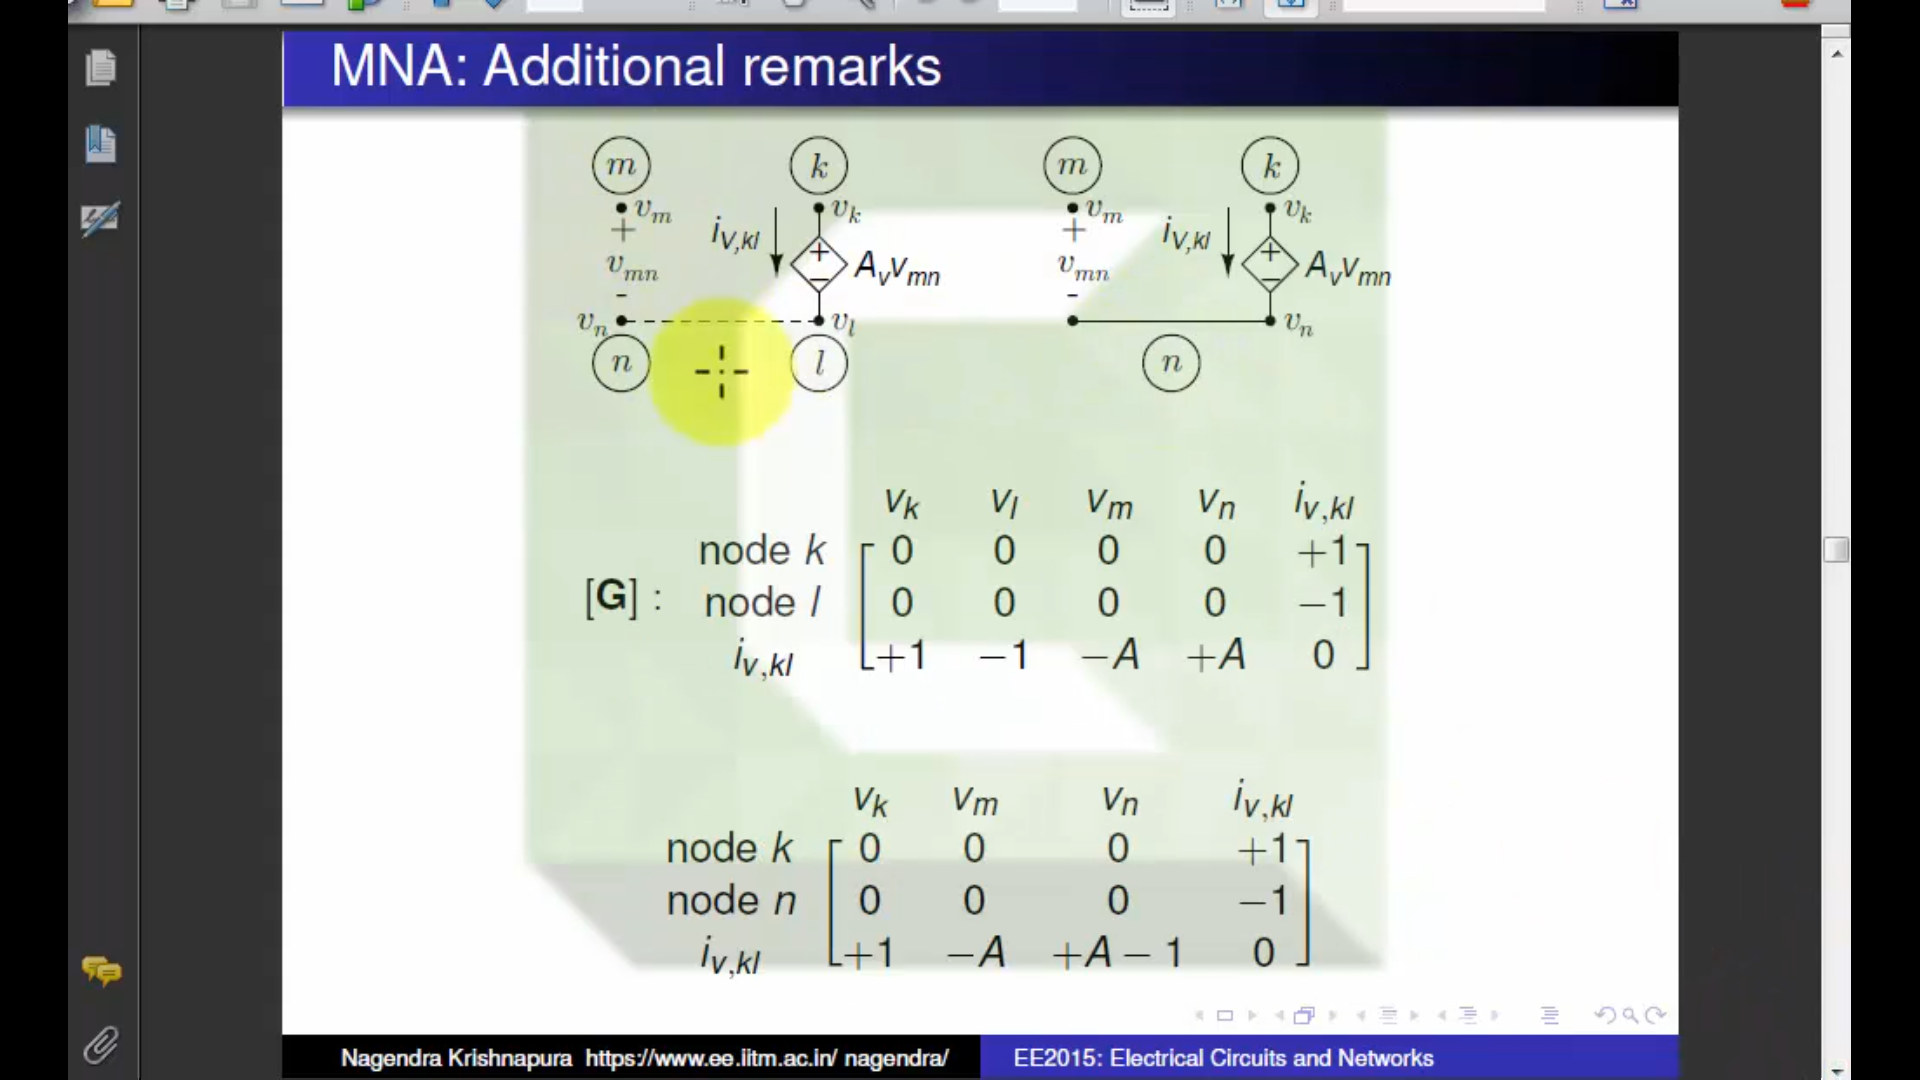 MNA: Additional remarks
m k m k
v_m v_k v_m v_k
+ i_{V,kl} + + i_{V,kl} +
v_{mn} − A_v v_{mn} v_{mn} − A_v v_{mn}
- -
v_n v_l v_n
n l n
v_k v_l v_m v_n i_{v,kl}
node k 0 0 0 0 +1
[G] : node l 0 0 0 0 −1
i_{v,kl} +1 −1 −A +A 0
v_k v_m v_n i_{v,kl}
node k 0 0 0 +1
node n 0 0 0 −1
i_{v,kl} +1 −A +A − 1 0
Nagendra Krishnapura https://www.ee.iitm.ac.in/ nagendra/ EE2015: Electrical Circuits and Networks